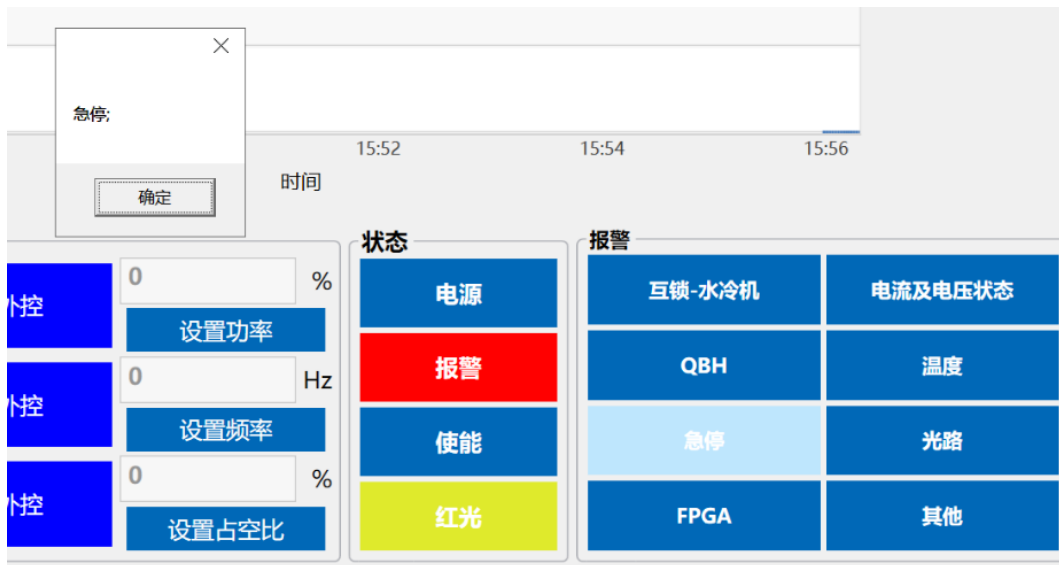 急停;
确定
15:52
15:54
15:56
时间
外控
0
%
设置功率
外控
0
Hz
设置频率
外控
0
%
设置占空比
状态
电源
报警
使能
红光
报警
互锁-水冷机
电流及电压状态
QBH
温度
急停
光路
FPGA
其他